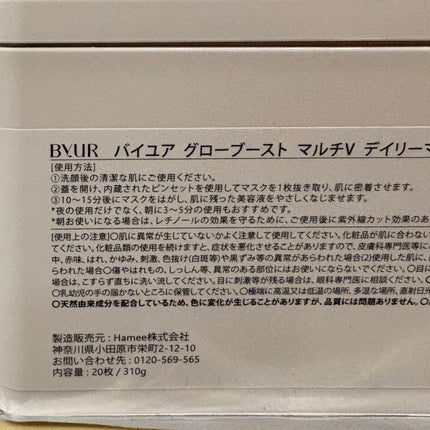 BYUR バイユア グローブースト マルチV デイリーマ
[使用方法]
①洗顔後の清潔な肌にご使用ください。
②蓋を開け、内蔵されたピンセットを使用してマスクを1枚抜き取り、肌に密着させます。
③10～15分後にマスクをはがし、肌に残った美容液をやさしくなじませます。
*夜の使用だけでなく、朝に3～5分の使用もおすすめです。
*朝お使いになる場合は、レチノールの効果を守るために、ご使用後に紫外線カット効果のあ
[使用上の注意]〇肌に異常が生じていないかよく注意して使用してください。化粧品が肌に合わない
てください。化粧品類の使用を続けますと、症状を悪化させることがありますので、皮膚科専門医等に
中、赤味、はれ、かゆみ、刺激、色抜け(白斑等)や黒ずみ等の異常があらわれた場合(2)使用した肌に、
らわれた場合〇傷やはれもの、しっしん等、異常のある部位にはお使いにならないでください。〇目に
場合は、こすらず直ちに洗い流してください。目に刺激等が残る場合は、眼科専門医にご相談ください。
〇乳幼児の手の届かないところに保管してください。〇極端に高温又は低温の場所、多湿な場所、直射日光
〇天然由来成分を配合しているため、色に変化が生じることがありますが、品質には問題ありません。
製造販売元 : Hamee株式会社
神奈川県小田原市栄町2-12-10
お問い合わせ先 : 0120-569-565
内容量 : 20枚 / 310g